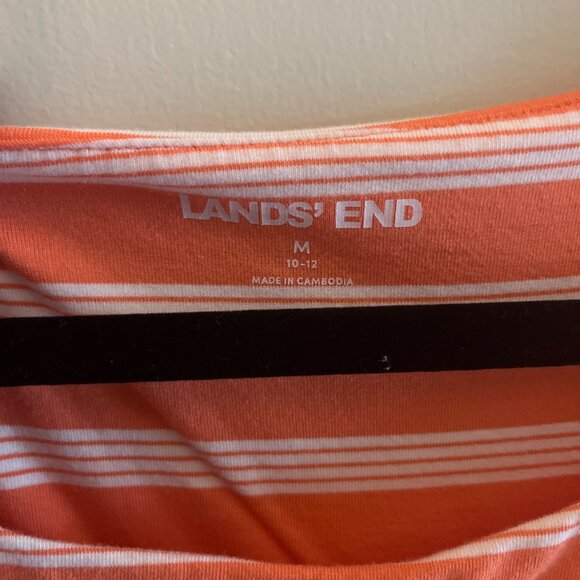 LANDS' END
M
10-12
MADE IN CAMBODIA